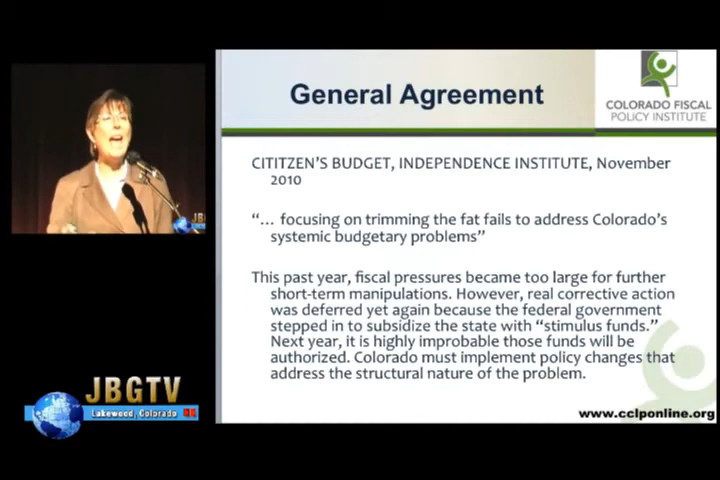 General Agreement
COLORADO FISCAL
POLICY INSTITUTE
CITITZEN'S BUDGET, INDEPENDENCE INSTITUTE, November
2010
“... focusing on trimming the fat fails to address Colorado's
systemic budgetary problems”
This past year, fiscal pressures became too large for further
short-term manipulations. However, real corrective action
was deferred yet again because the federal government
stepped in to subsidize the state with “stimulus funds.”
Next year, it is highly improbable those funds will be
authorized. Colorado must implement policy changes that
address the structural nature of the problem.
www.cclponline.org
JB
JBGTV
Lakewood, Colorado